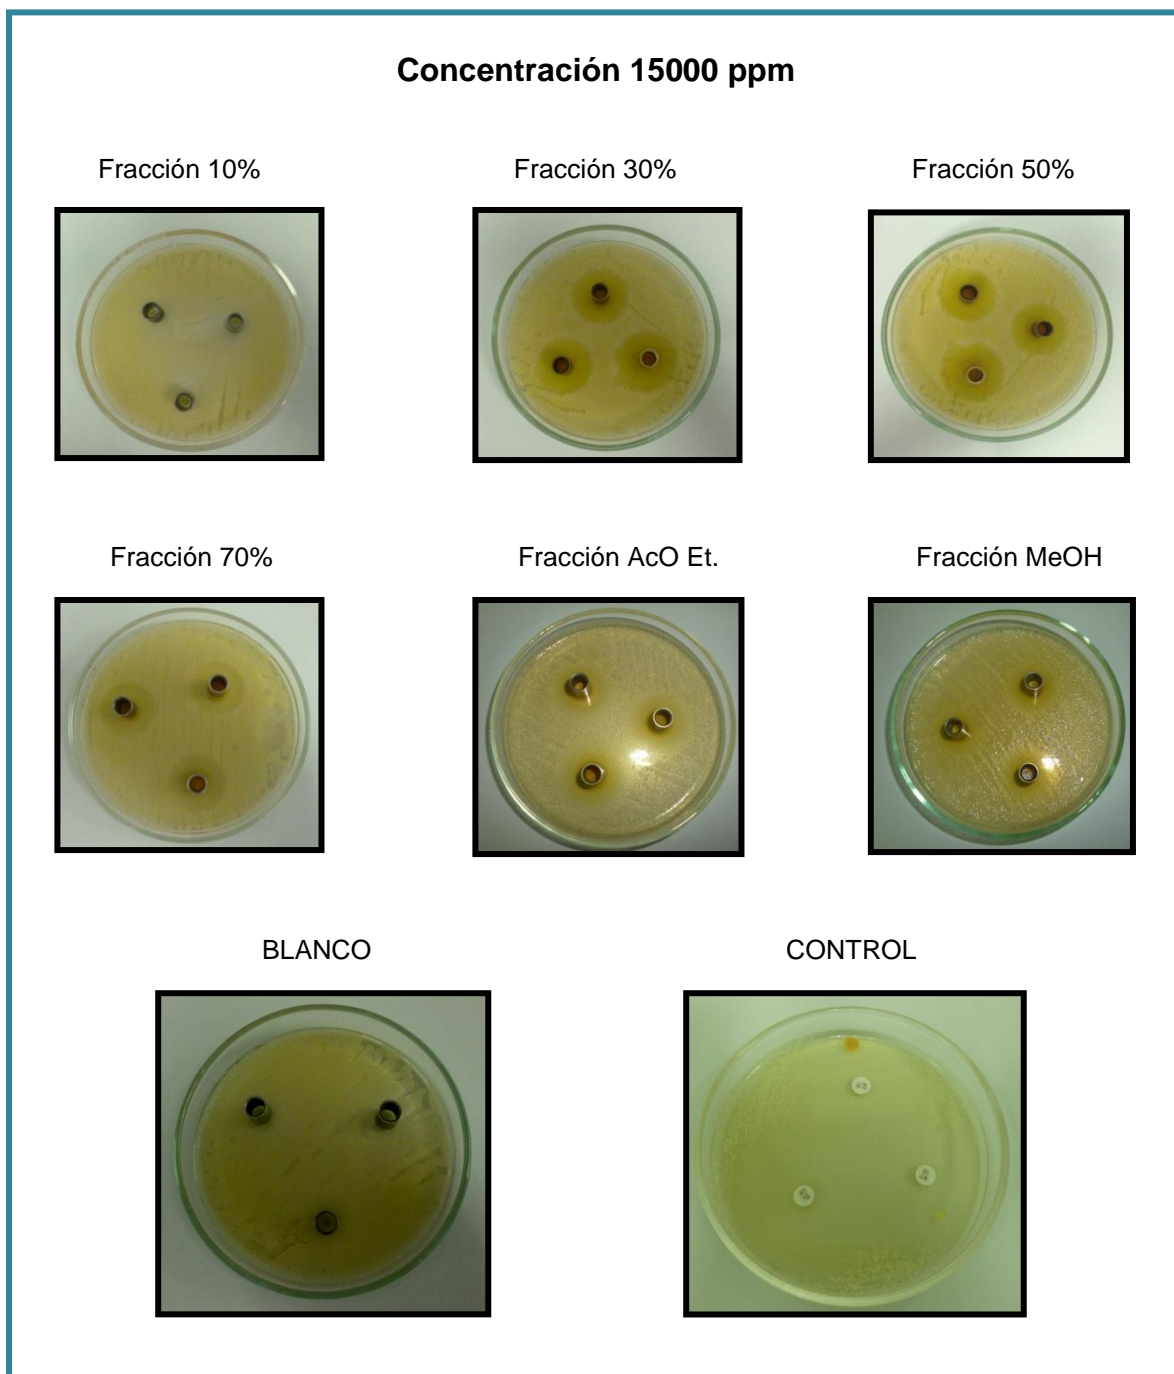 Concentración 15000 ppm
Fracción 10%
Fracción 30%
Fracción 50%
Fracción 70%
Fracción AcO Et.
Fracción MeOH
BLANCO
CONTROL